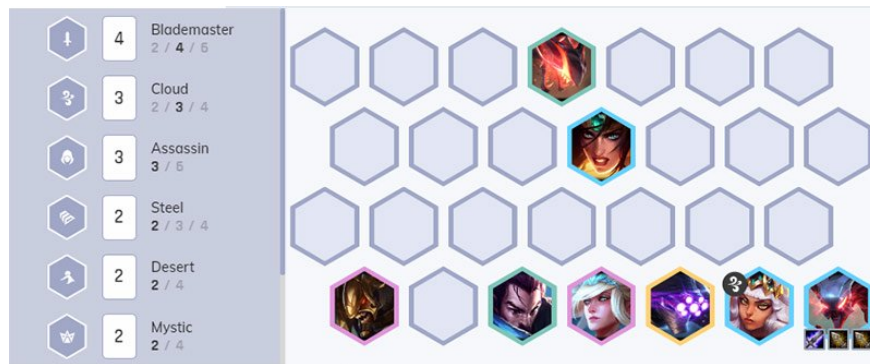 4 Blademaster
2 / 4 / 6
3 Cloud
2 / 3 / 4
3 Assassin
3 / 6
2 Steel
2 / 3 / 4
2 Desert
2 / 4
2 Mystic
2 / 4